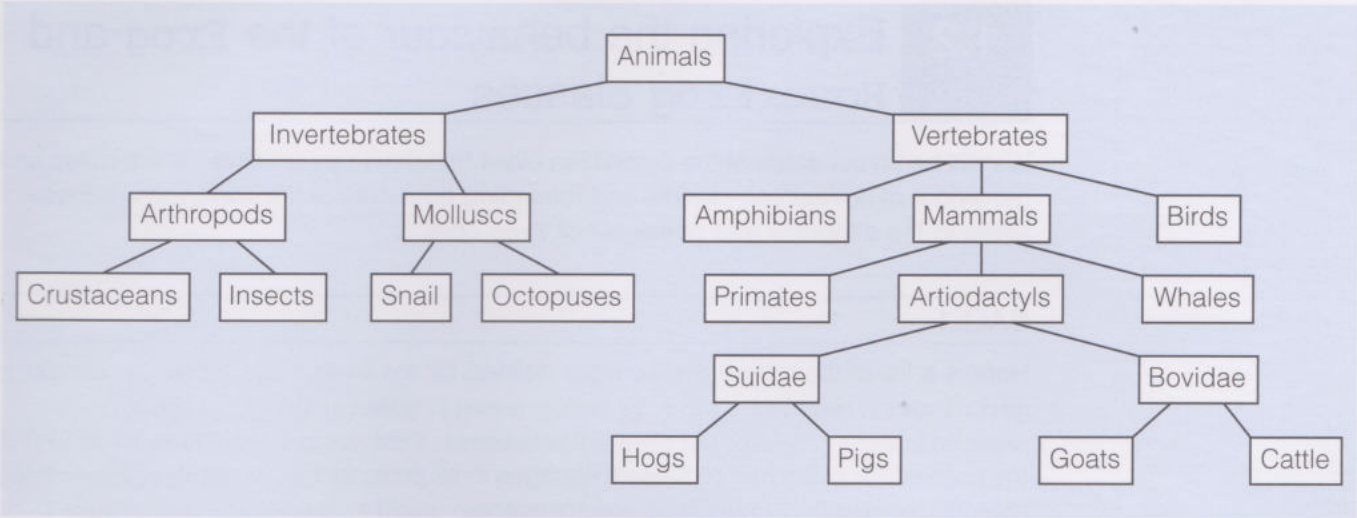 Animals
Invertebrates Vertebrates
Arthropods Molluscs Amphibians Mammals Birds
Crustaceans Insects Snail Octopuses Primates Artiodactyls Whales
Suidae Bovidae
Hogs Pigs Goats Cattle